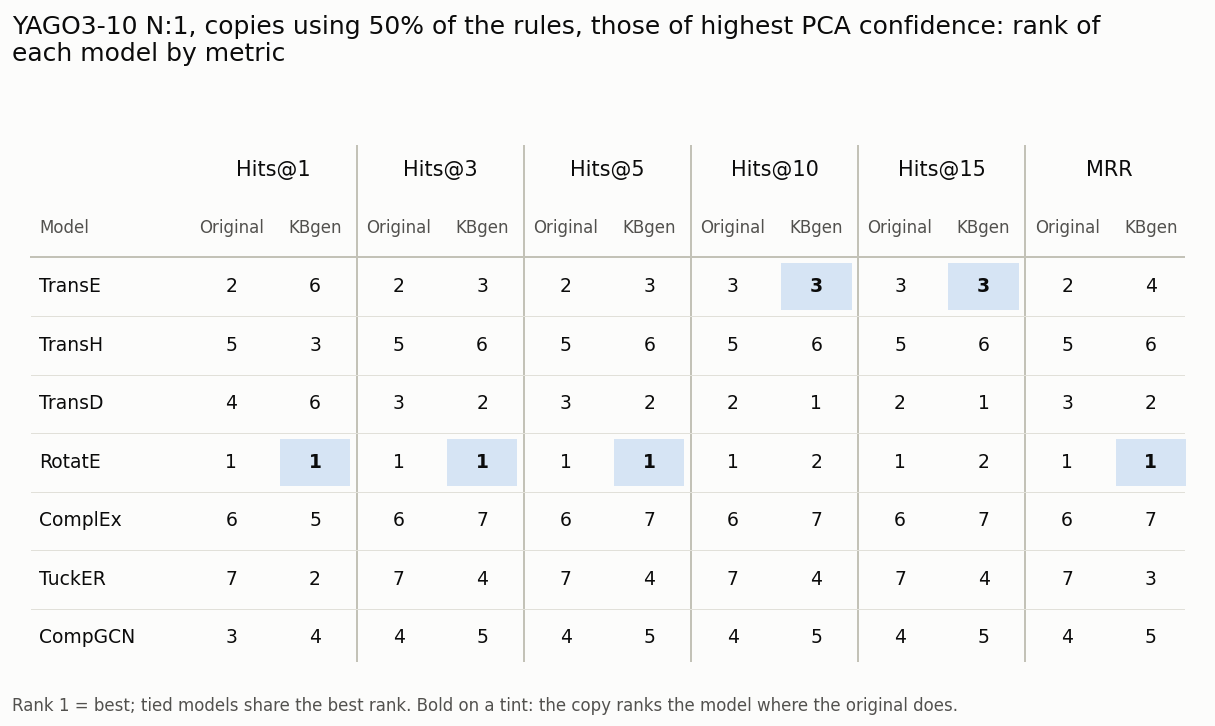 YAGO3-10 N:1, copies using 50% of the rules, those of highest PCA confidence: rank of
each model by metric
Hits@1 Hits@3 Hits@5 Hits@10 Hits@15 MRR
Model Original KBgen Original KBgen Original KBgen Original KBgen Original KBgen Original KBgen
TransE 2 6 2 3 2 3 3 3 3 3 2 4
TransH 5 3 5 6 5 6 5 6 5 6 5 6
TransD 4 6 3 2 3 2 2 1 2 1 3 2
RotatE 1 1 1 1 1 1 1 2 1 2 1 1
ComplEx 6 5 6 7 6 7 6 7 6 7 6 7
TuckER 7 2 7 4 7 4 7 4 7 4 7 3
CompGCN 3 4 4 5 4 5 4 5 4 5 4 5
Rank 1 = best; tied models share the best rank. Bold on a tint: the copy ranks the model where the original does.